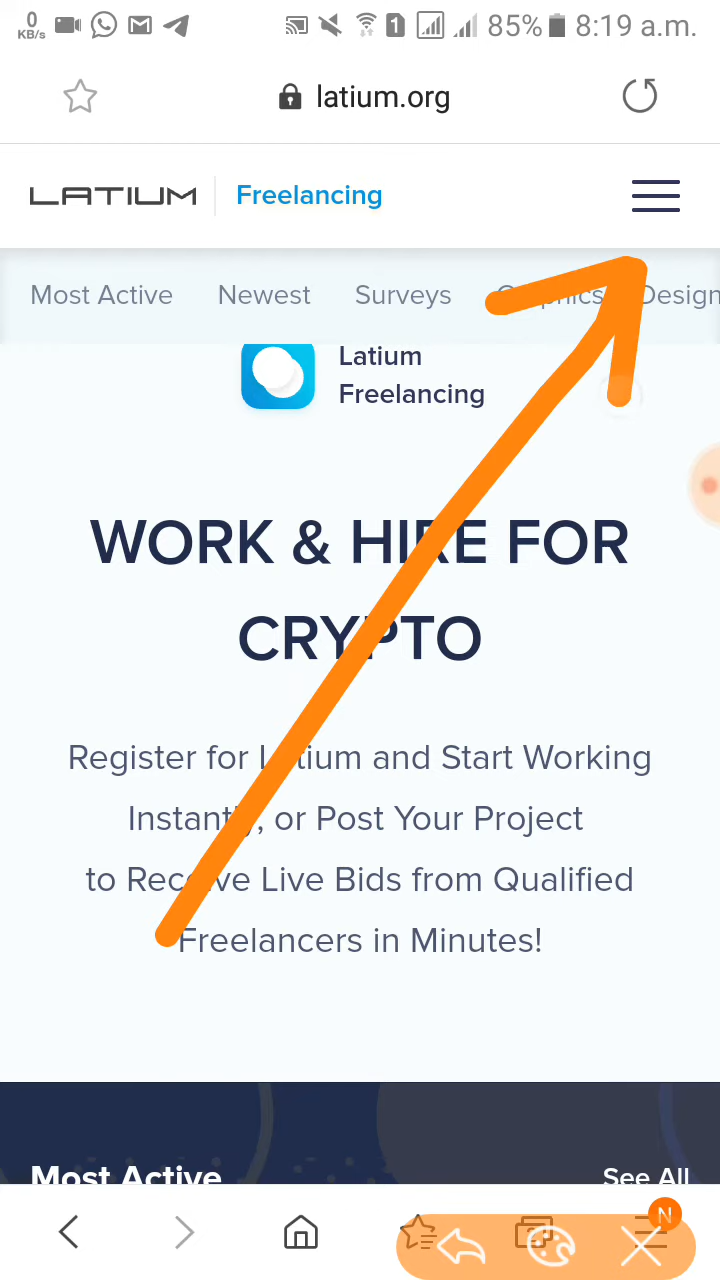 0
KB/s
1
85%
8:19 a.m.
latium.org
LATIUM
Freelancing
Most Active Newest Surveys Graphics Design
Latium
Freelancing
WORK & HIRE FOR
CRYPTO
Register for Latium and Start Working
Instantly, or Post Your Project
to Receive Live Bids from Qualified
Freelancers in Minutes!
Most Active See All
N